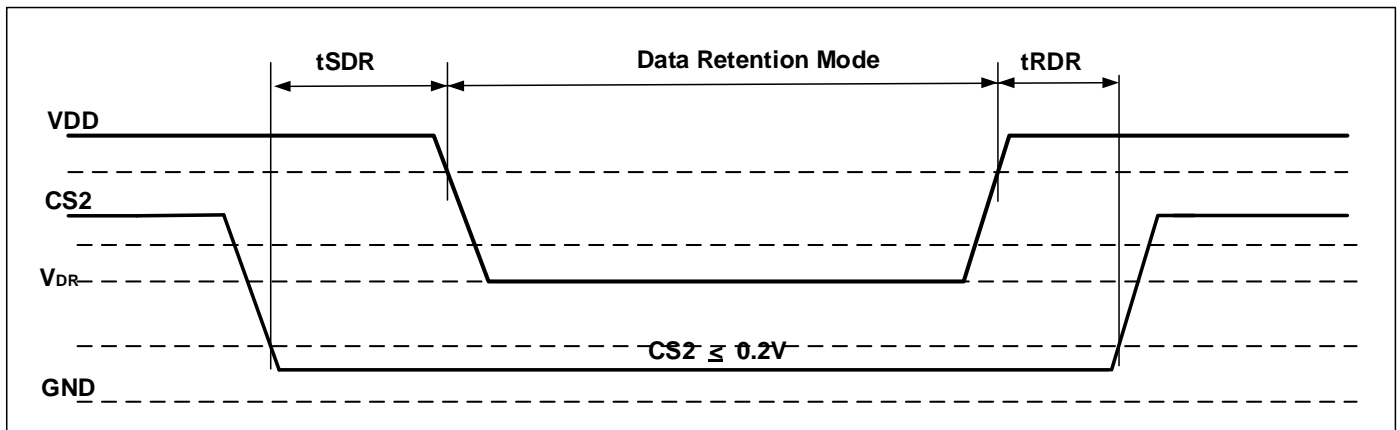 tSDR
Data Retention Mode
tRDR
VDD
CS2
VDR
CS2 ≤ 0.2V
GND